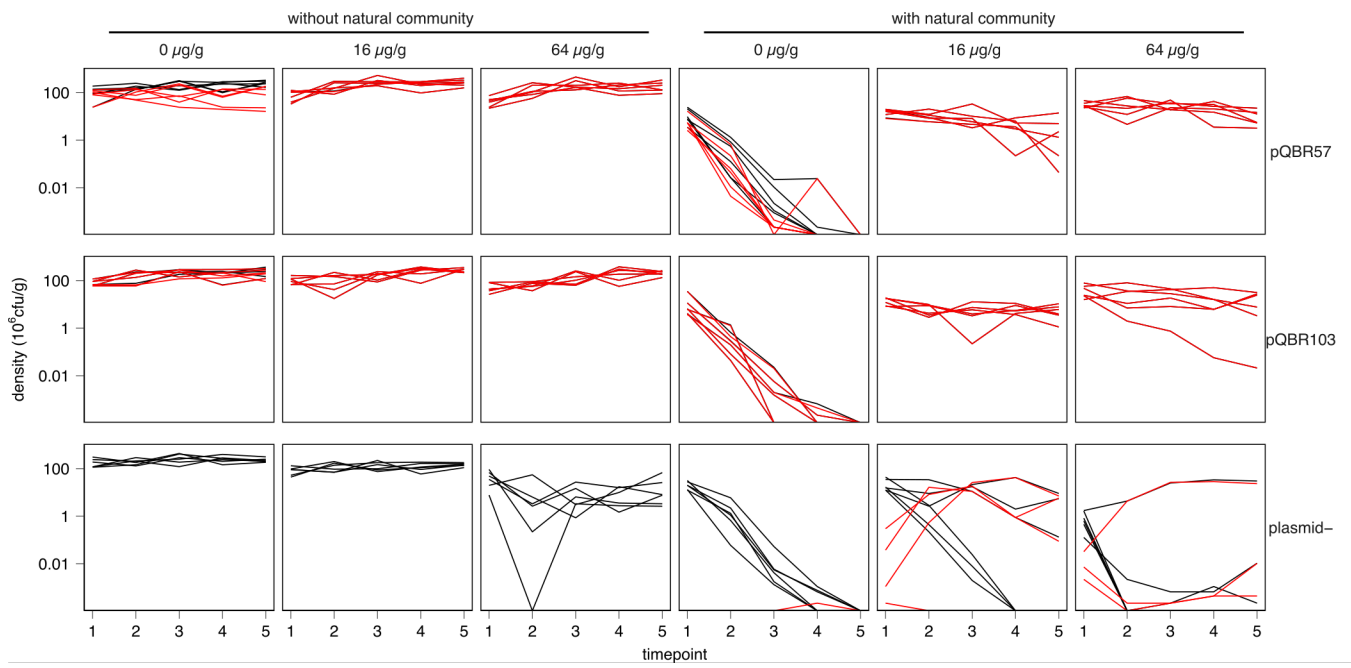 without natural community with natural community
0 µg/g 16 µg/g 64 µg/g 0 µg/g 16 µg/g 64 µg/g
100
1
0.01
pQBR57
100
1
0.01
pQBR103
density (10⁶cfu/g)
100
1
0.01
plasmid−
1 2 3 4 5 1 2 3 4 5 1 2 3 4 5 1 2 3 4 5 1 2 3 4 5 1 2 3 4 5
timepoint